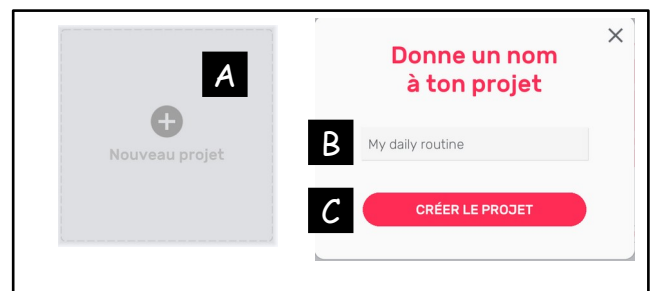 A
Nouveau projet
Donne un nom
à ton projet
B
My daily routine
C
CRÉER LE PROJET